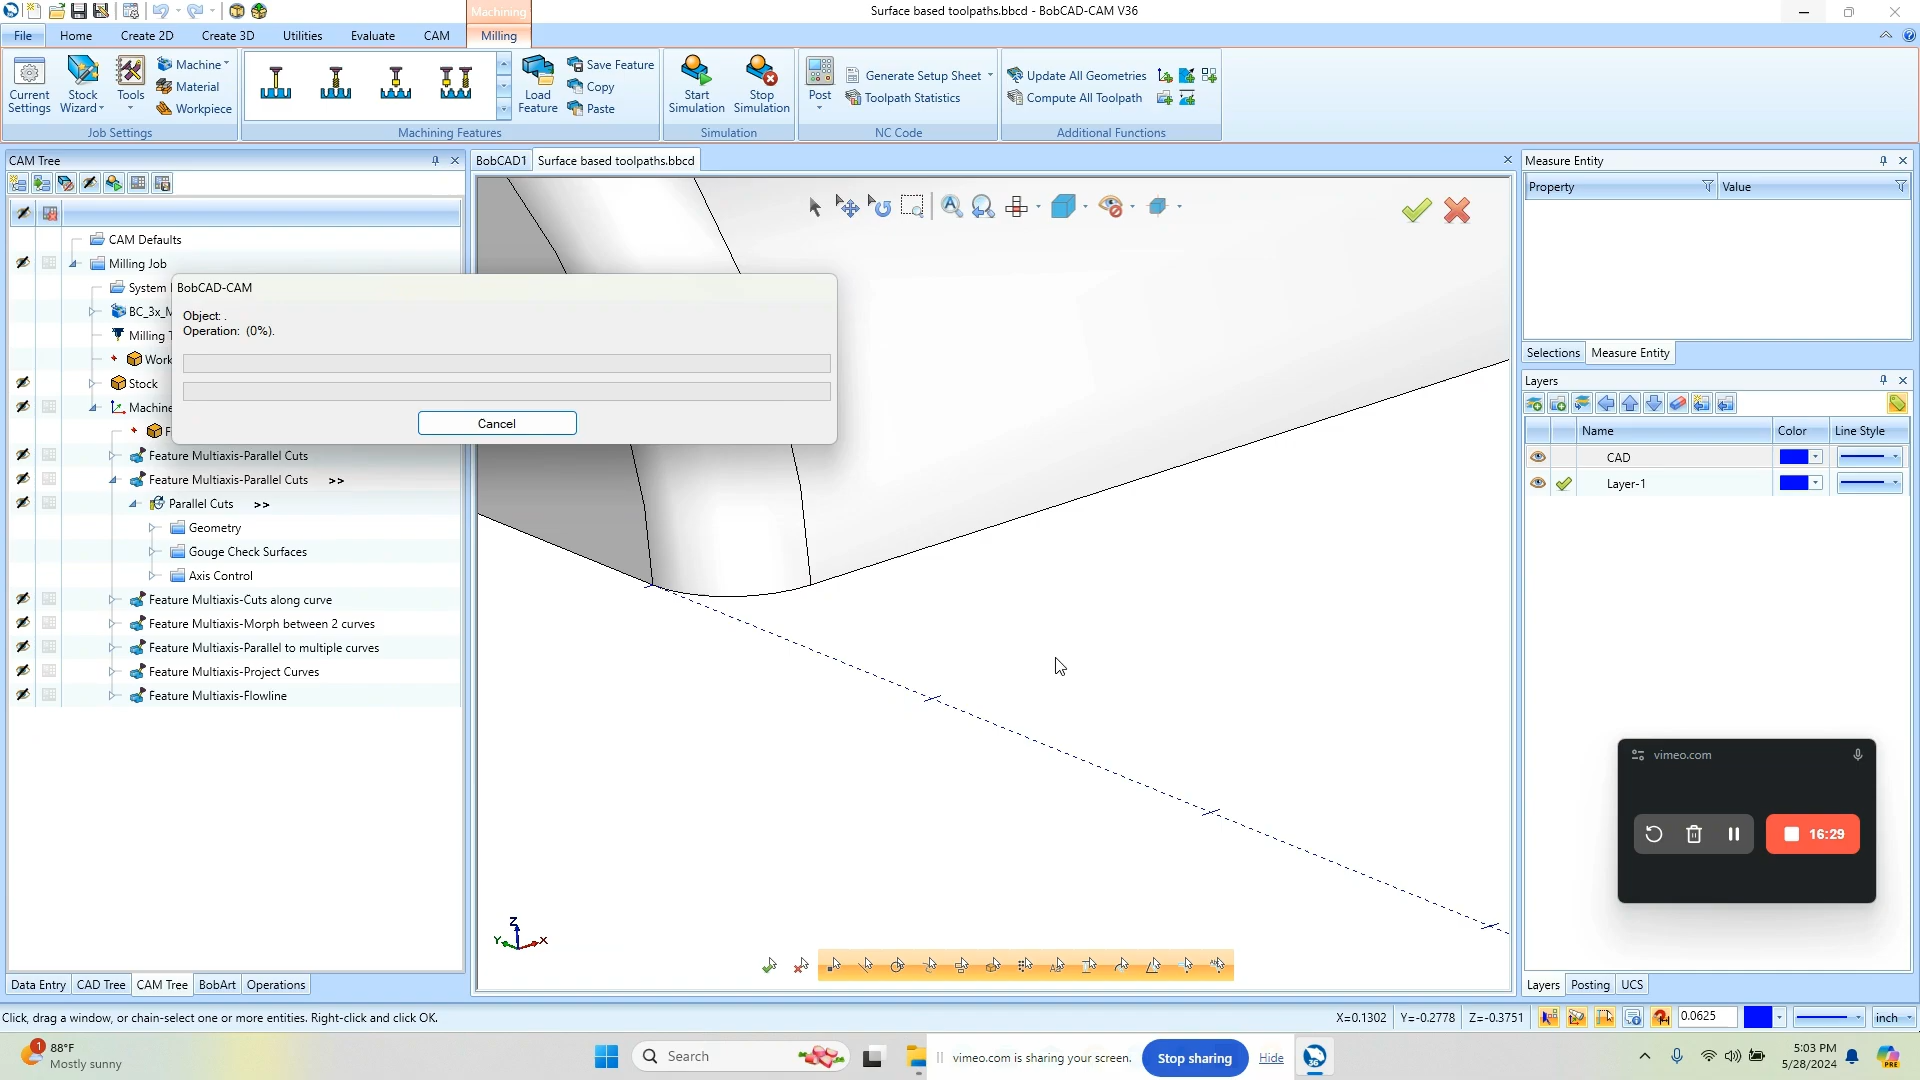 Surface based toolpaths.bbcd - BobCAD-CAM V36
Machining
File
Home
Create 2D
Create 3D
Utilities
Evaluate
CAM
Milling
Current Settings
Stock Wizard
Tools
Machine
Material
Workpiece
Job Settings
Load Feature
Save Feature
Copy
Paste
Machining Features
Start Simulation
Stop Simulation
Simulation
Post
Generate Setup Sheet
Toolpath Statistics
NC Code
Update All Geometries
Compute All Toolpath
Additional Functions
CAM Tree
BobCAD1
Surface based toolpaths.bbcd
Measure Entity
Property
Value
CAM Defaults
Milling Job
System
BC_3x_M
Milling T
Work
Stock
Machine
F
Feature Multiaxis-Parallel Cuts
Feature Multiaxis-Parallel Cuts >>
Parallel Cuts >>
Geometry
Gouge Check Surfaces
Axis Control
Feature Multiaxis-Cuts along curve
Feature Multiaxis-Morph between 2 curves
Feature Multiaxis-Parallel to multiple curves
Feature Multiaxis-Project Curves
Feature Multiaxis-Flowline
BobCAD-CAM
Object: .
Operation: (0%).
Cancel
Selections
Measure Entity
Layers
Name
Color
Line Style
CAD
Layer-1
vimeo.com
16:29
Z
Y
X
Data Entry
CAD Tree
CAM Tree
BobArt
Operations
Layers
Posting
UCS
Click, drag a window, or chain-select one or more entities. Right-click and click OK.
X=0.1302
Y=-0.2778
Z=-0.3751
0.0625
inch
1
88°F
Mostly sunny
Search
vimeo.com is sharing your screen.
Stop sharing
Hide
5:03 PM
5/28/2024